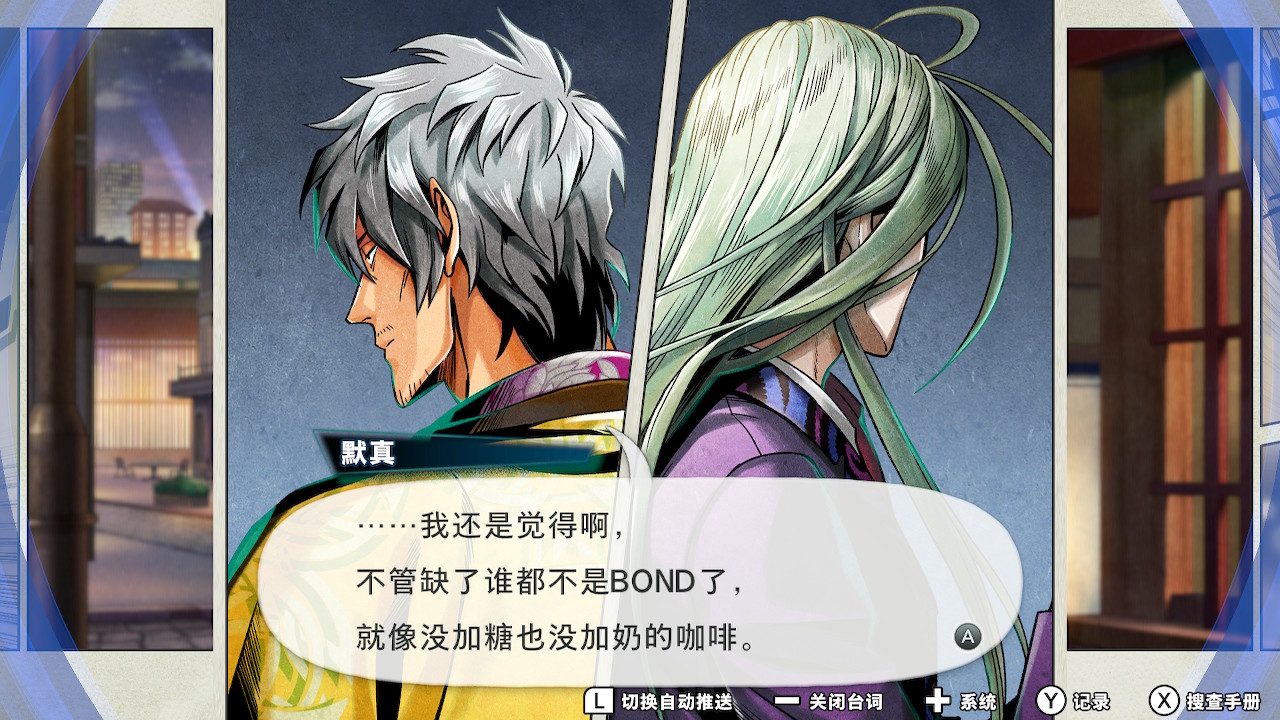 默真
……我还是觉得啊，
不管缺了谁都不是BOND了，
就像没加糖也没加奶的咖啡。
A
L 切换自动推送 关闭台词 系统 Y 记录 X 搜查手册